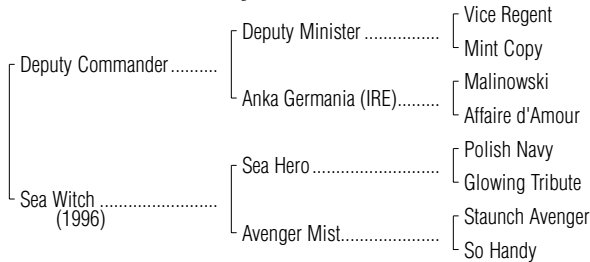 Vice Regent
Deputy Minister ................
Mint Copy
Deputy Commander..........
Malinowski
Anka Germania (IRE).........
Affaire d'Amour
Polish Navy
Sea Hero ...........................
Glowing Tribute
Sea Witch .........................
(1996)
Staunch Avenger
Avenger Mist.....................
So Handy